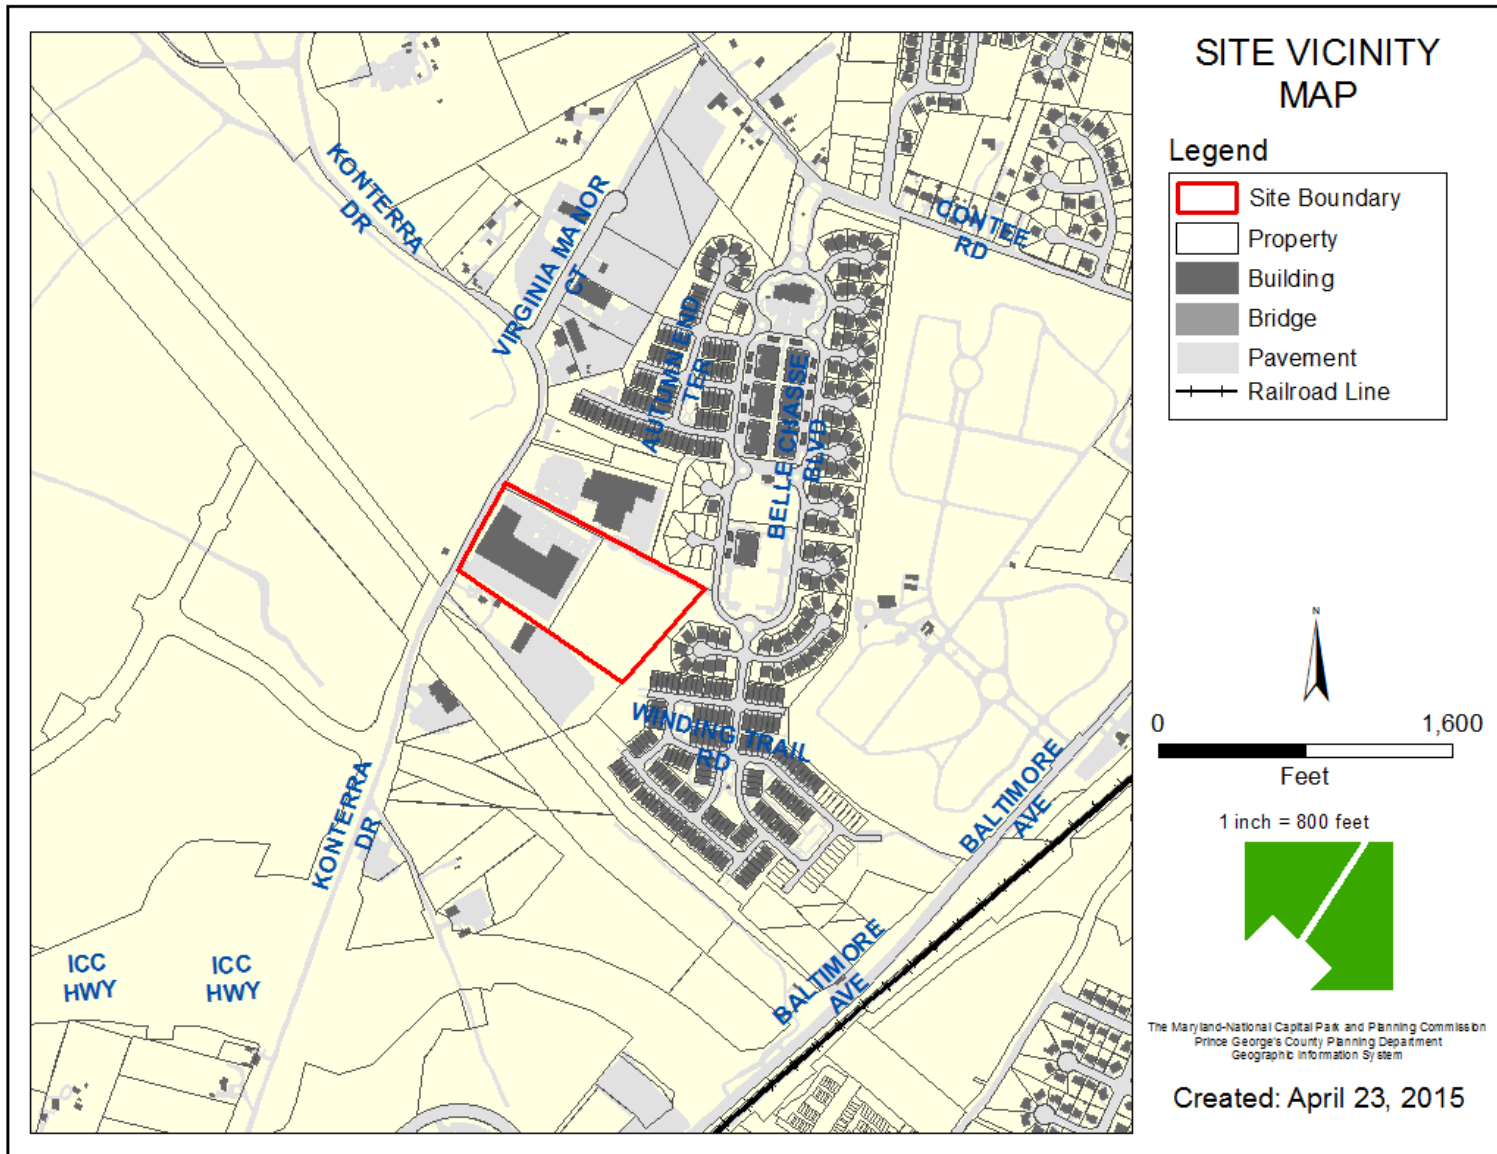 SITE VICINITY
MAP
Legend
Site Boundary
Property
Building
Bridge
Pavement
Railroad Line
N
0 1,600
Feet
1 inch = 800 feet
The Maryland-National Capital Park and Planning Commission
Prince George's County Planning Department
Geographic Information System
Created: April 23, 2015
KONTERRA
DR
VIRGINIA MANOR
CT
CONTEE
RD
AUTUMN END
TER
BELLE CHASSE
BLVD
WINDING TRAIL
RD
KONTERRA
DR
BALTIMORE
AVE
BALTIMORE
AVE
ICC
HWY
ICC
HWY